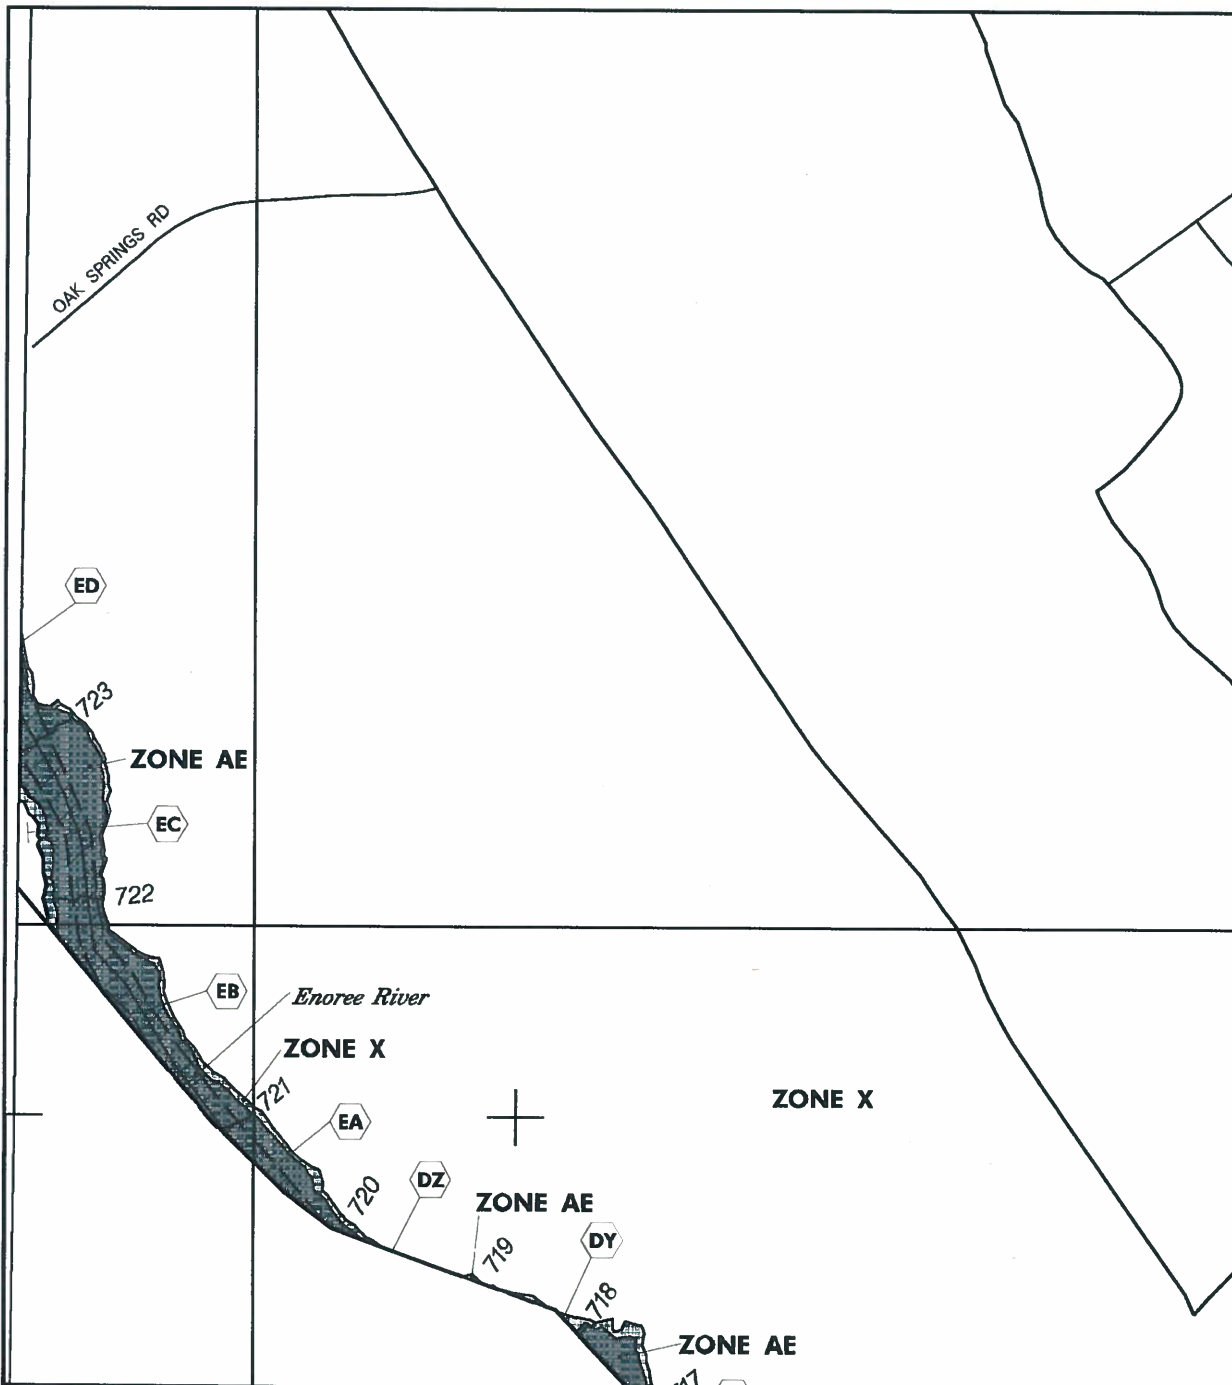 OAK SPRINGS RD
ED
723
ZONE AE
EC
722
EB
Enoree River
ZONE X
721
EA
ZONE X
720
DZ
ZONE AE
719
DY
718
ZONE AE